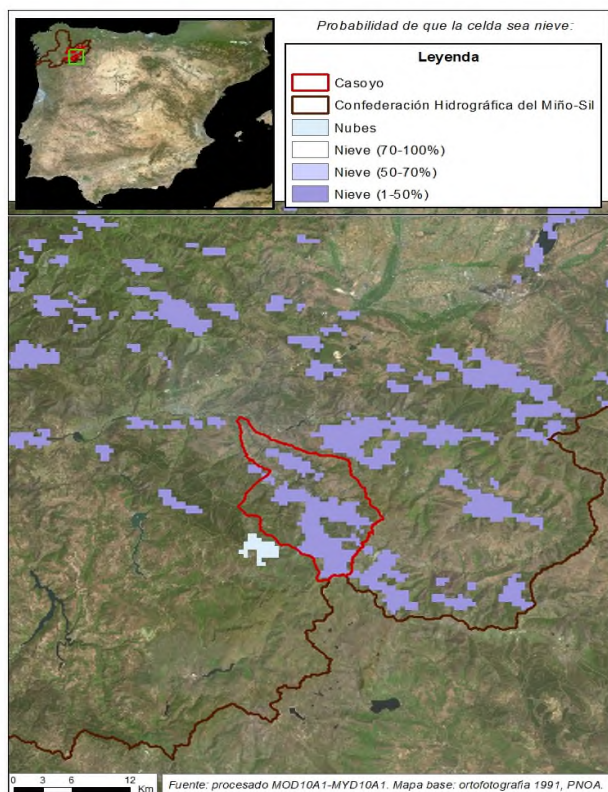 Probabilidad de que la celda sea nieve:
Leyenda
Casoyo
Confederación Hidrográfica del Miño-Sil
Nubes
Nieve (70-100%)
Nieve (50-70%)
Nieve (1-50%)
0 3 6 12
Km
Fuente: procesado MOD10A1-MYD10A1. Mapa base: ortofotografía 1991, PNOA.